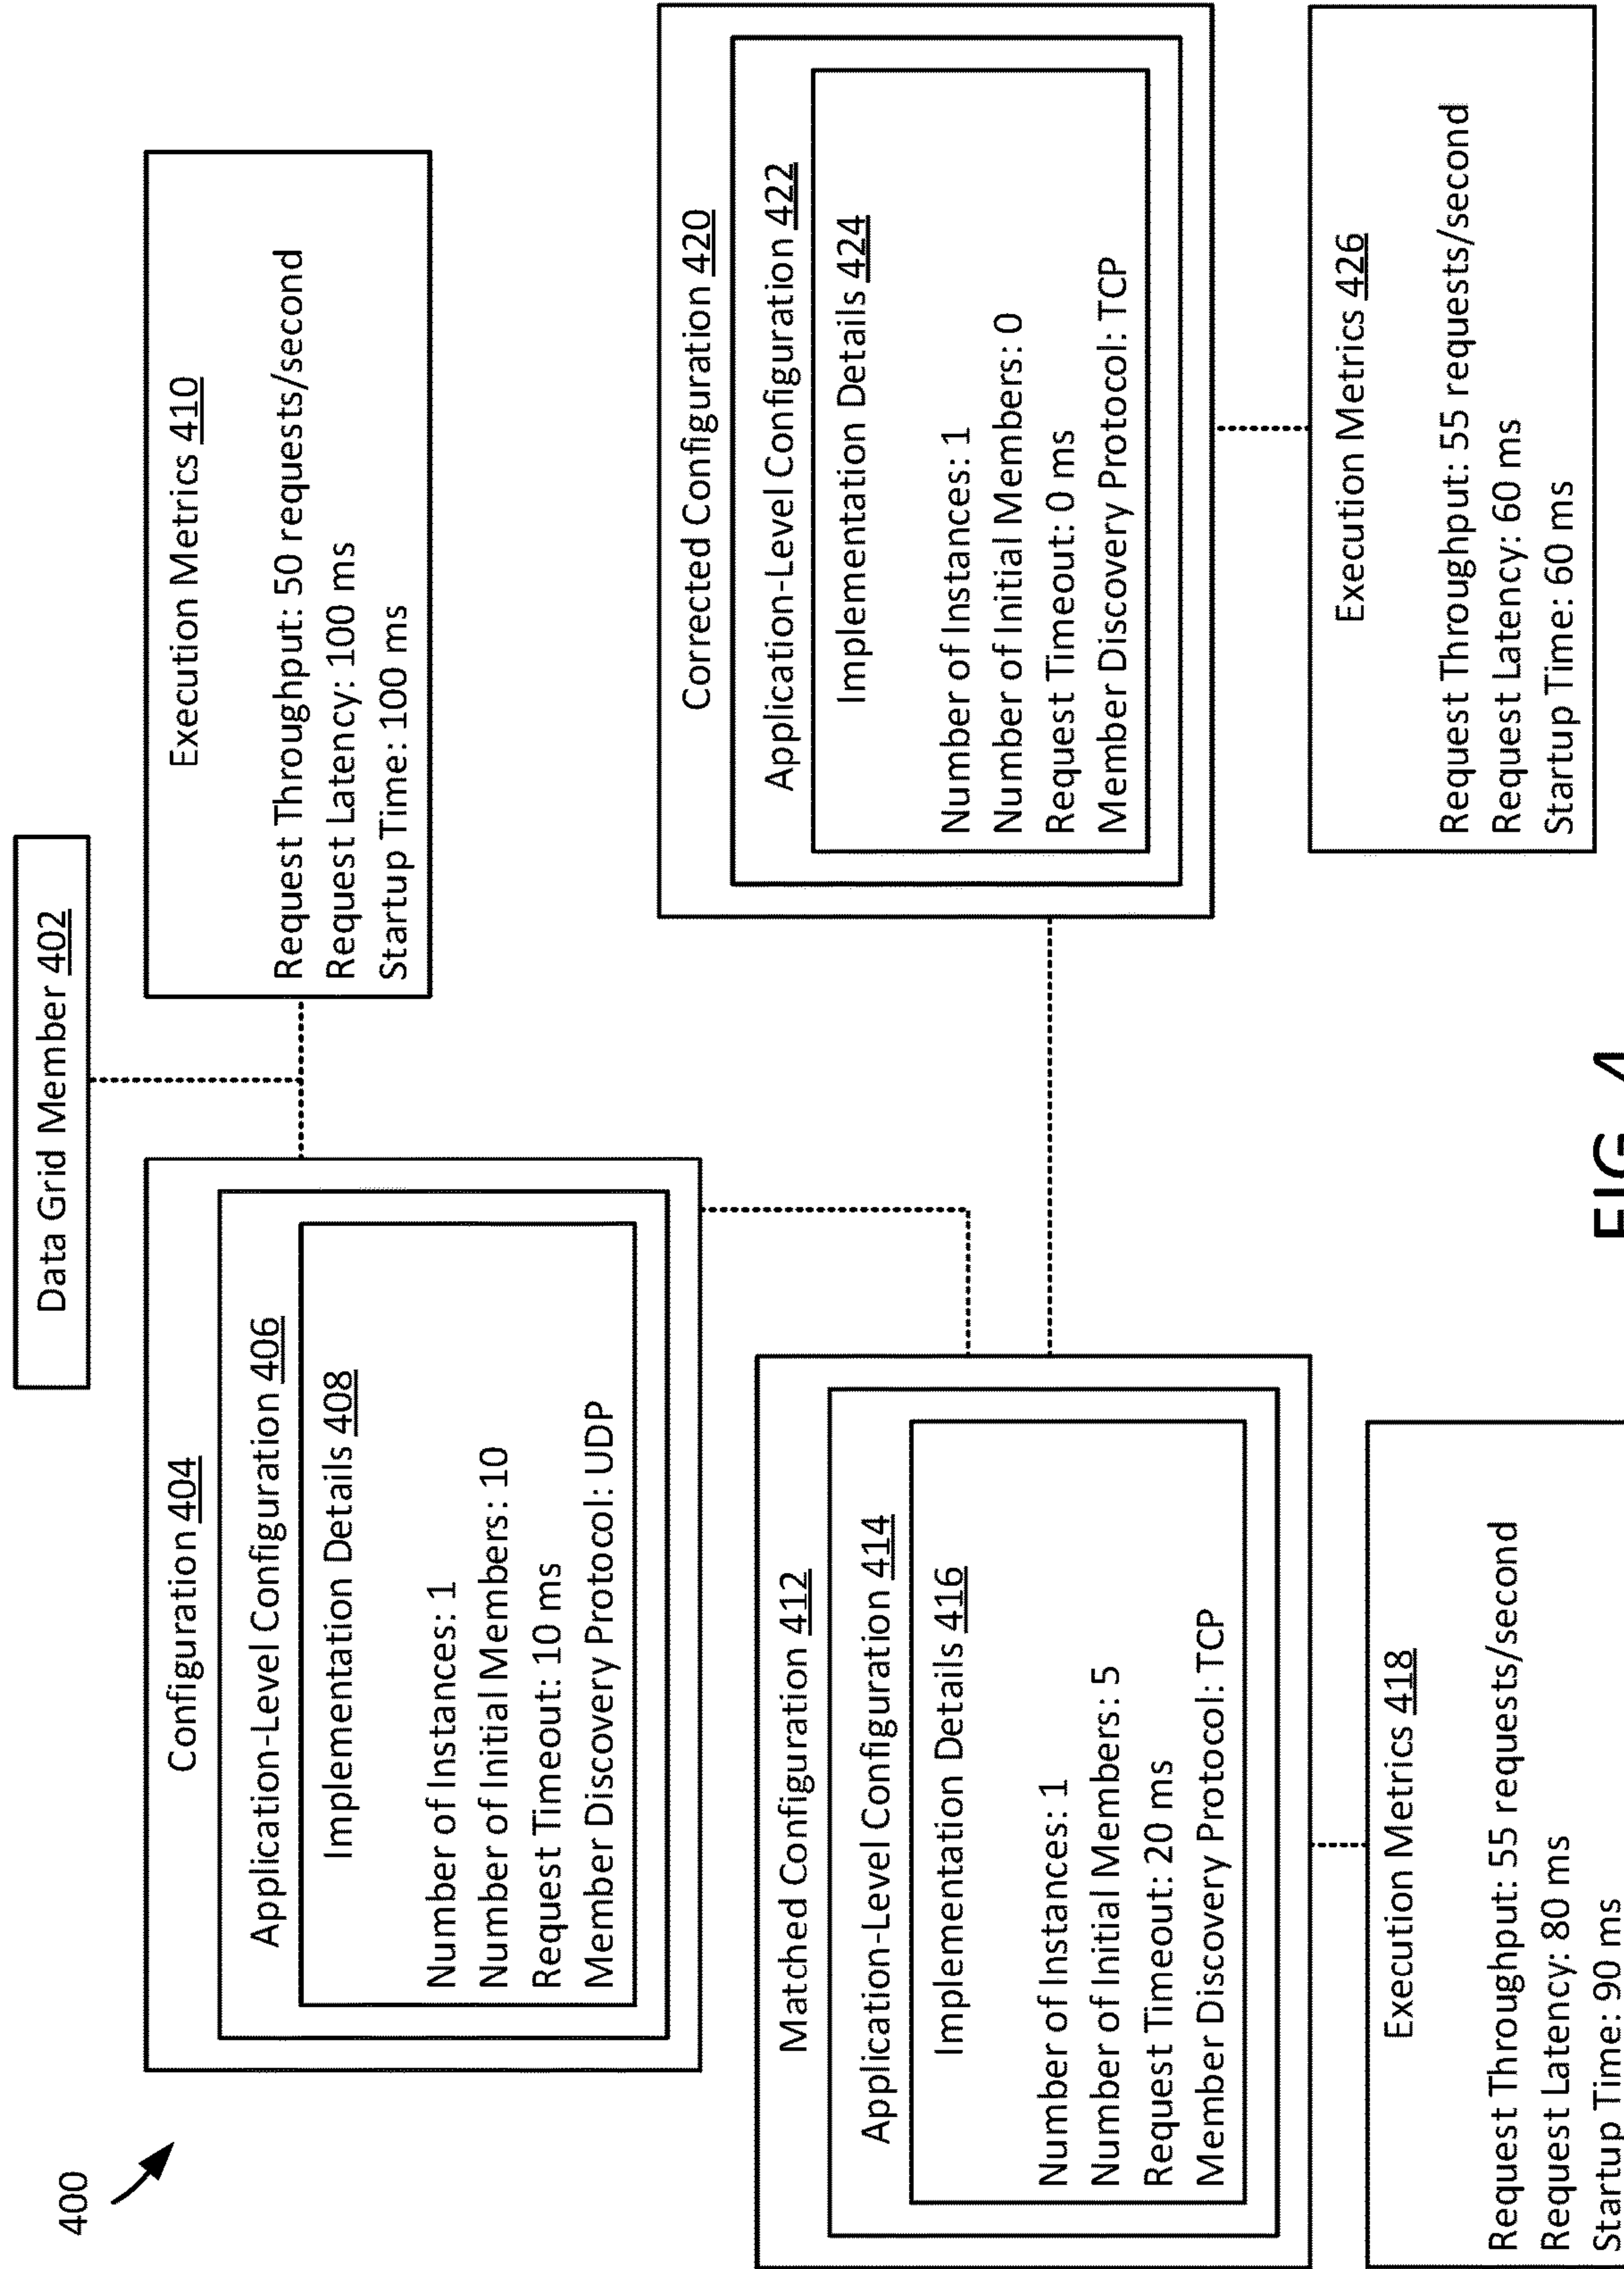 400
Data Grid Member 402
Configuration 404
Application-Level Configuration 406
Implementation Details 408
Number of Instances: 1
Number of Initial Members: 10
Request Timeout: 10 ms
Member Discovery Protocol: UDP
Execution Metrics 410
Request Throughput: 50 requests/second
Request Latency: 100 ms
Startup Time: 100 ms
Matched Configuration 412
Application-Level Configuration 414
Implementation Details 416
Number of Instances: 1
Number of Initial Members: 5
Request Timeout: 20 ms
Member Discovery Protocol: TCP
Execution Metrics 418
Request Throughput: 55 requests/second
Request Latency: 80 ms
Startup Time: 90 ms
Corrected Configuration 420
Application-Level Configuration 422
Implementation Details 424
Number of Instances: 1
Number of Initial Members: 0
Request Timeout: 0 ms
Member Discovery Protocol: TCP
Execution Metrics 426
Request Throughput: 55 requests/second
Request Latency: 60 ms
Startup Time: 60 ms
FIG. 4